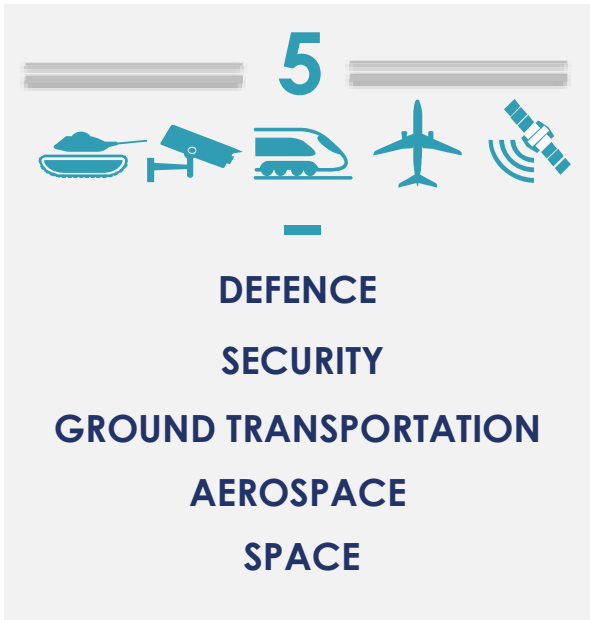 5
DEFENCE
SECURITY
GROUND TRANSPORTATION
AEROSPACE
SPACE